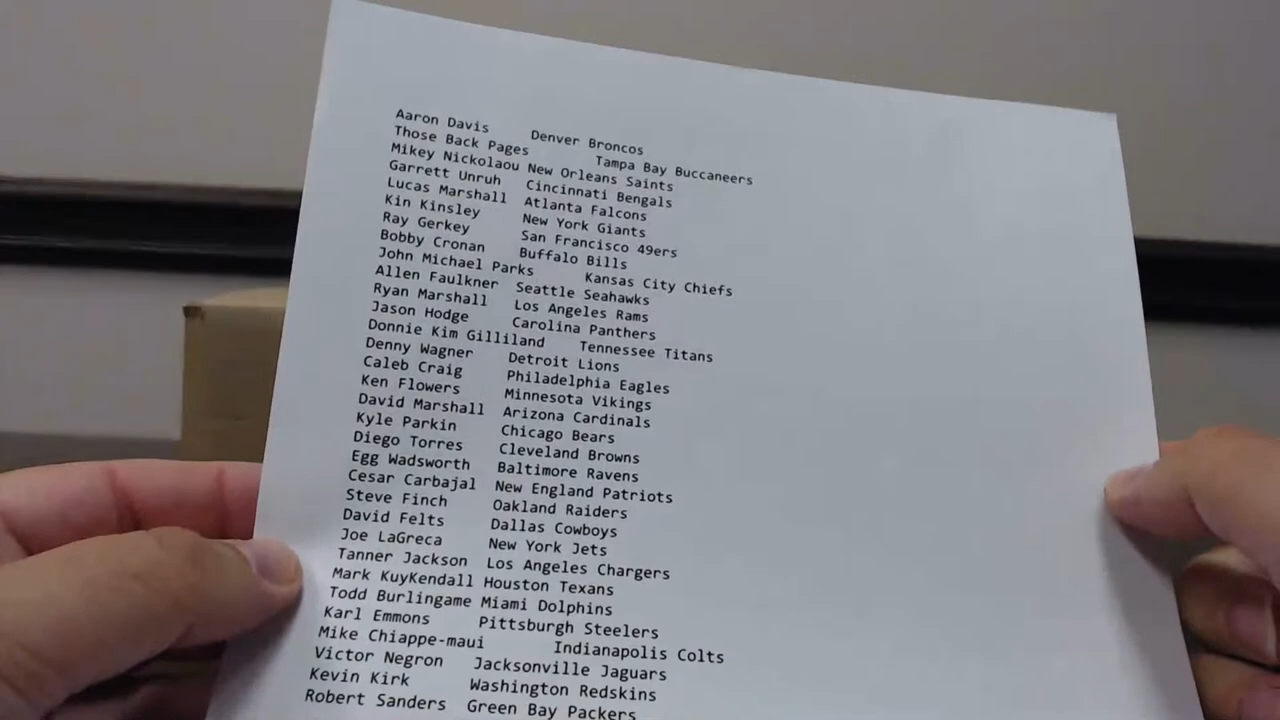 Aaron Davis Denver Broncos
Those Back Pages Tampa Bay Buccaneers
Mikey Nickolaou New Orleans Saints
Garrett Unruh Cincinnati Bengals
Lucas Marshall Atlanta Falcons
Kin Kinsley New York Giants
Ray Gerkey San Francisco 49ers
Bobby Cronan Buffalo Bills
John Michael Parks Kansas City Chiefs
Allen Faulkner Seattle Seahawks
Ryan Marshall Los Angeles Rams
Jason Hodge Carolina Panthers
Donnie Kim Gilliland Tennessee Titans
Denny Wagner Detroit Lions
Caleb Craig Philadelphia Eagles
Ken Flowers Minnesota Vikings
David Marshall Arizona Cardinals
Kyle Parkin Chicago Bears
Diego Torres Cleveland Browns
Egg Wadsworth Baltimore Ravens
Cesar Carbajal New England Patriots
Steve Finch Oakland Raiders
David Felts Dallas Cowboys
Joe LaGreca New York Jets
Tanner Jackson Los Angeles Chargers
Mark KuyKendall Houston Texans
Todd Burlingame Miami Dolphins
Karl Emmons Pittsburgh Steelers
Mike Chiappe-maui Indianapolis Colts
Victor Negron Jacksonville Jaguars
Kevin Kirk Washington Redskins
Robert Sanders Green Bay Packers